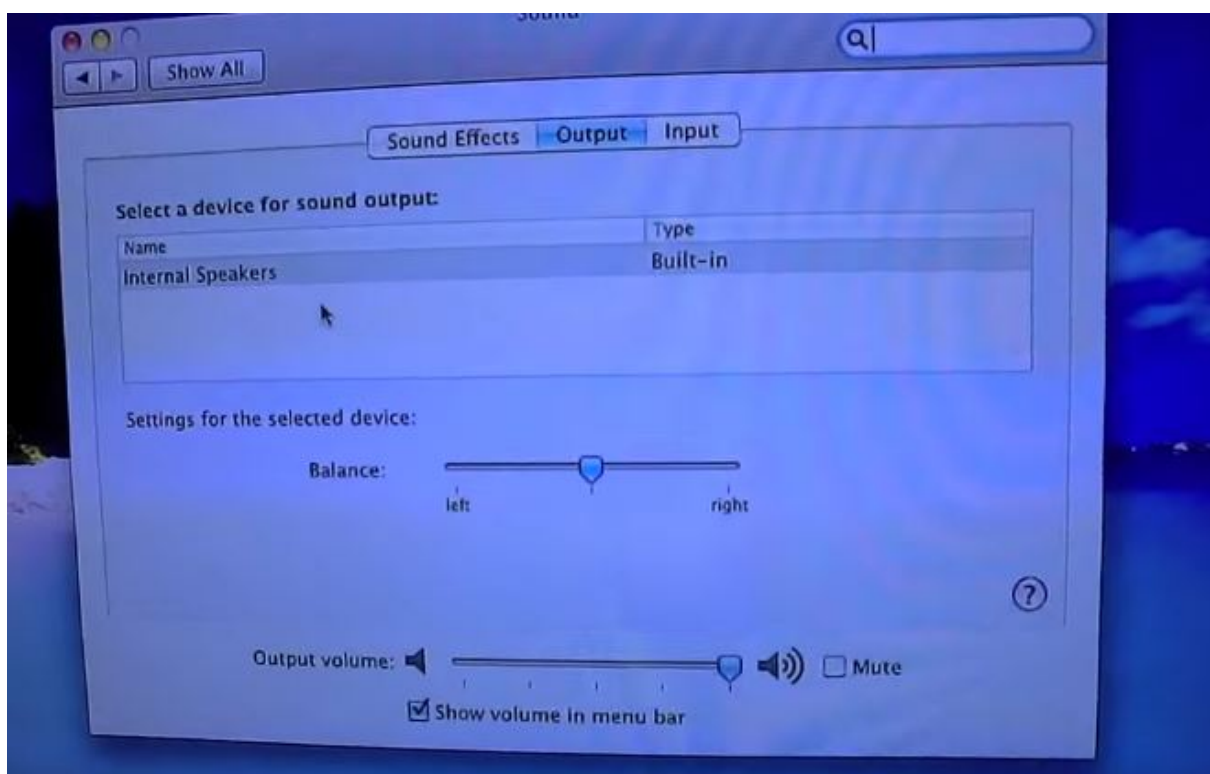 Sound
Show All
Sound Effects Output Input
Select a device for sound output:
Name Type
Internal Speakers Built-in
Settings for the selected device:
Balance:
left right
?
Output volume: Mute
Show volume in menu bar